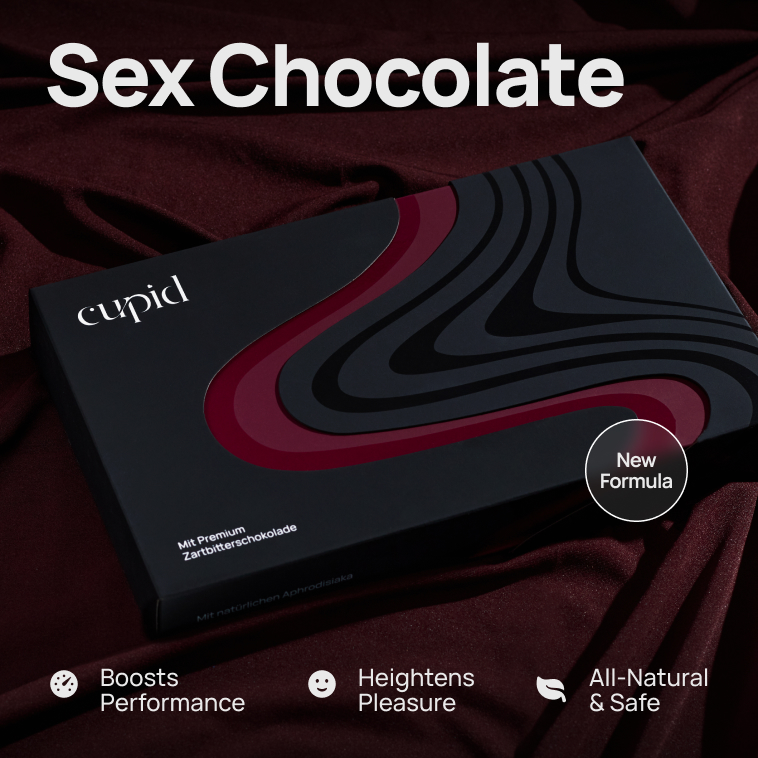 Sex Chocolate
cupid
New
Formula
Mit Premium
Zartbitterschokolade
Mit natürlichen Aphrodisiaka
Boosts
Performance
Heightens
Pleasure
All-Natural
& Safe